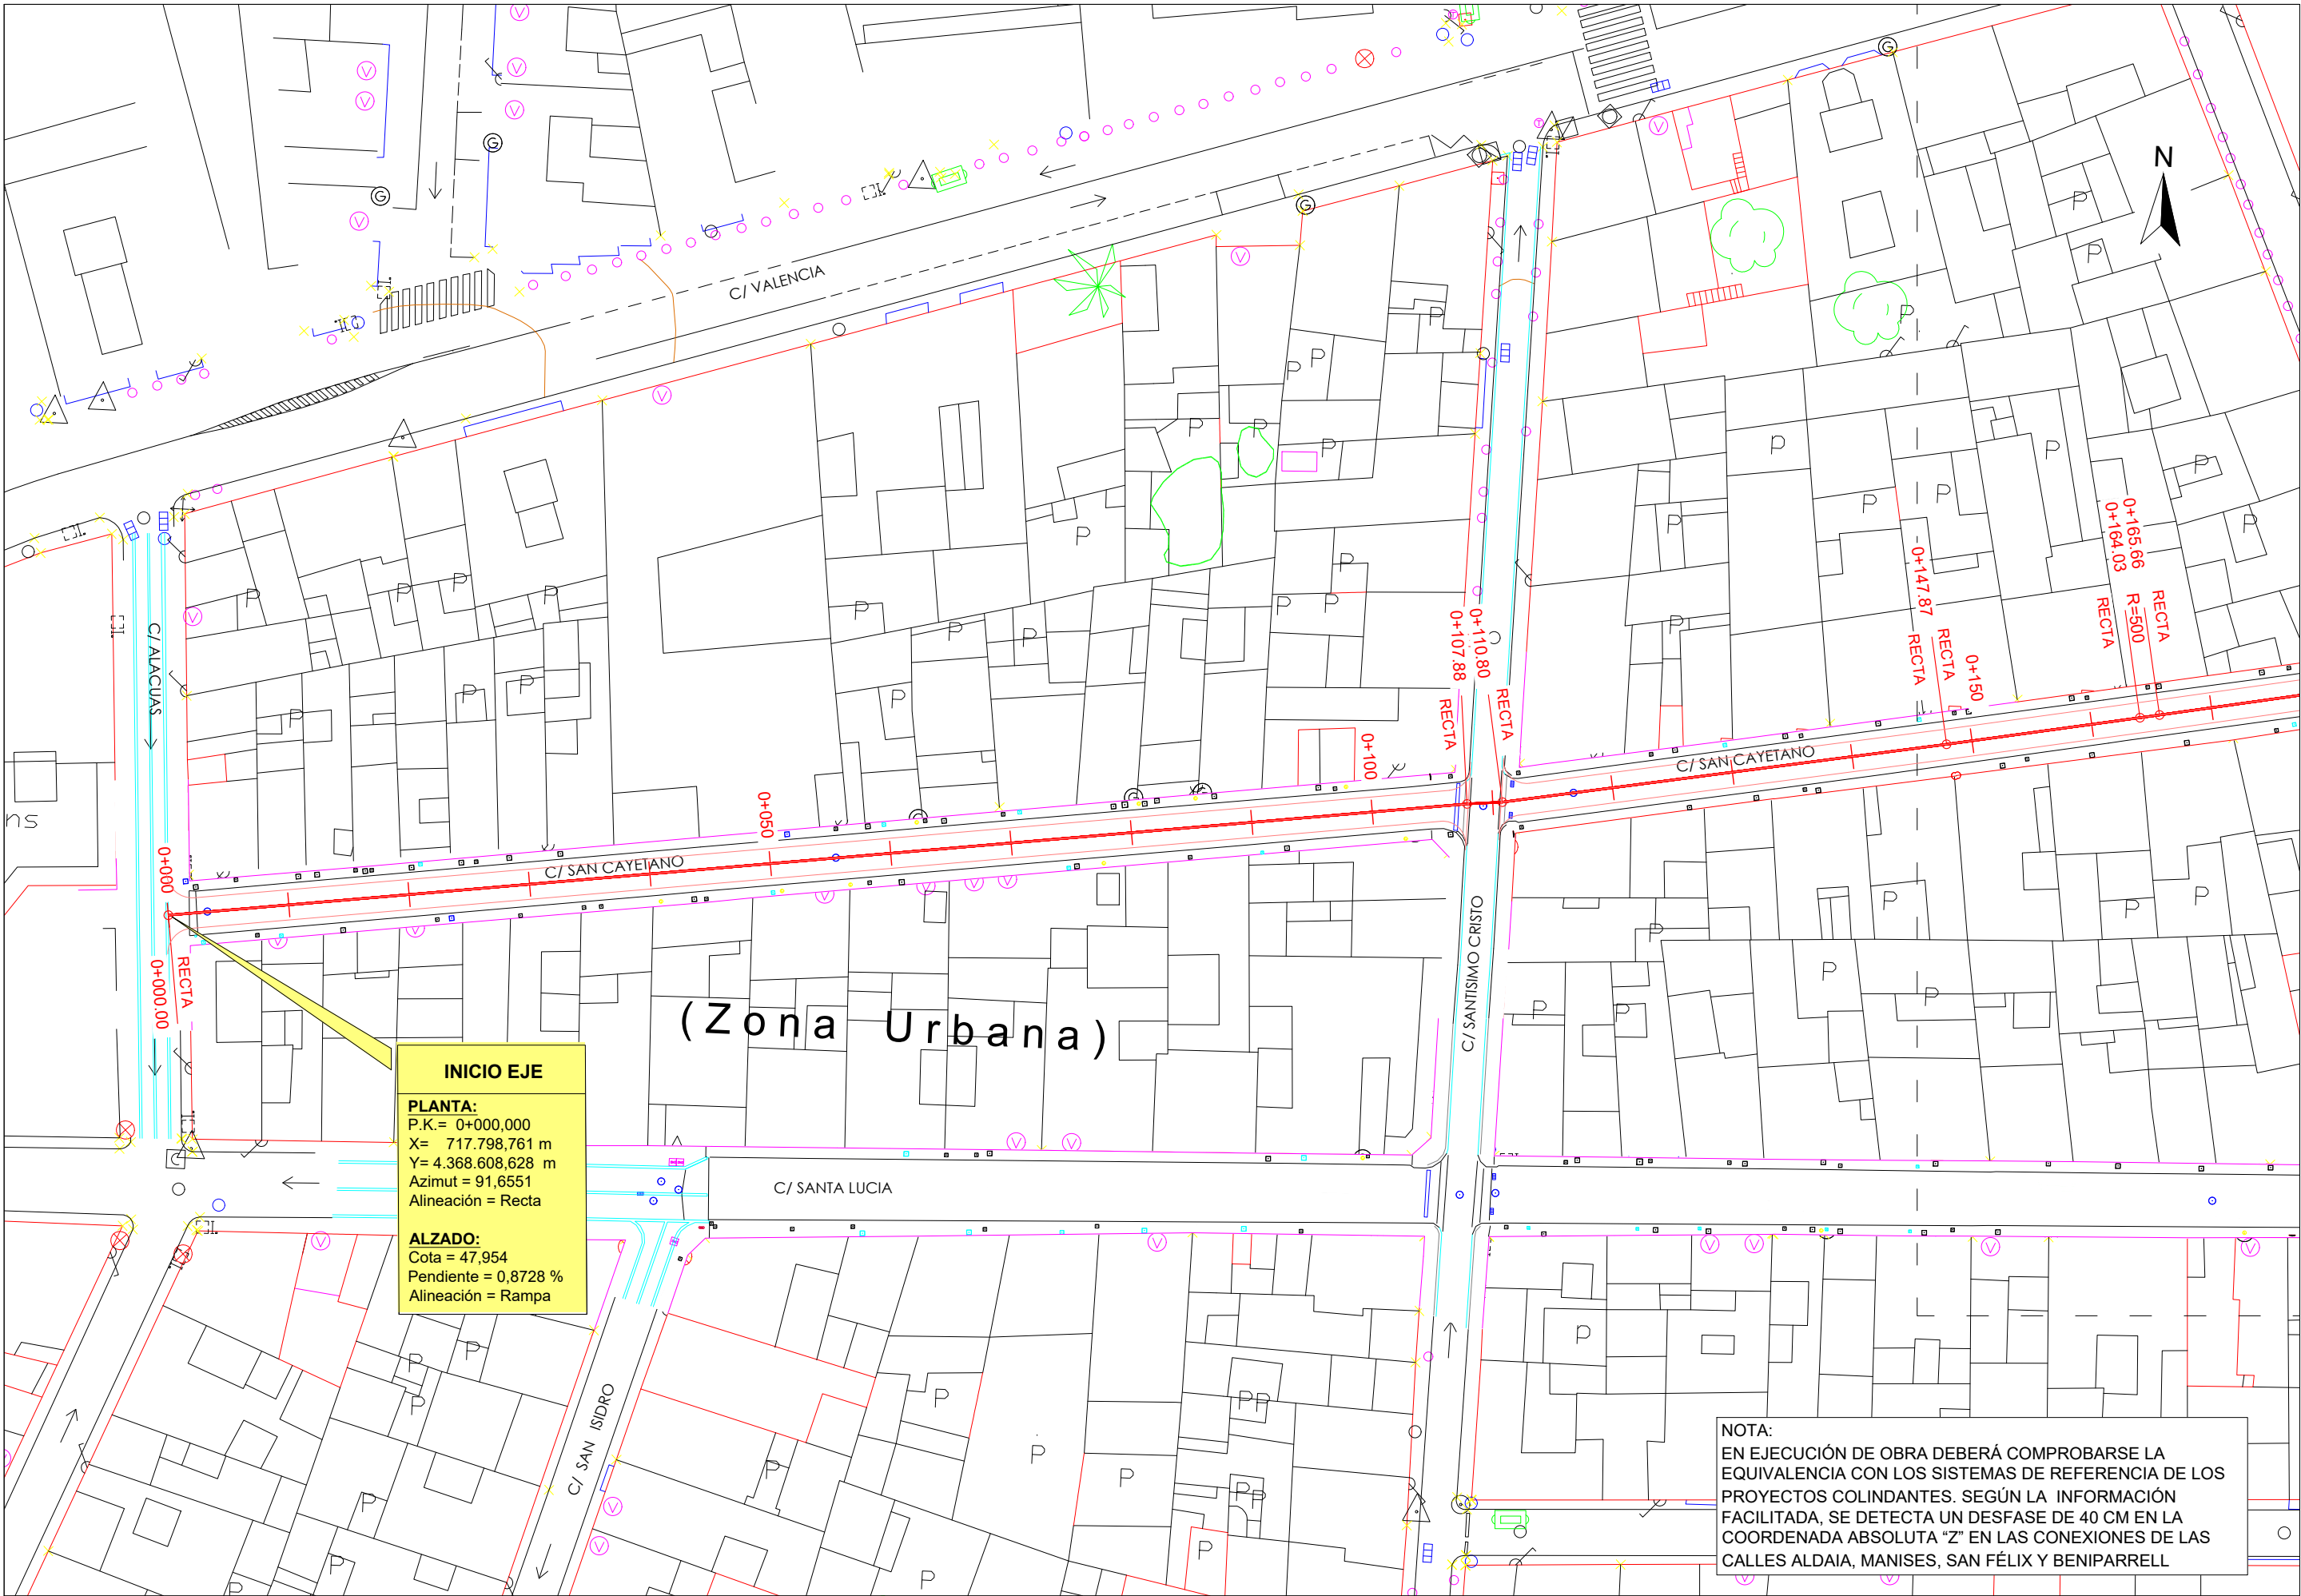 N
C/ VALENCIA
C/ ALACUAS
0+165.66
0+164.03
RECTA
R=500
RECTA
0+147.87
RECTA
RECTA
0+150
0+110.80
0+107.88
RECTA
RECTA
0+100
0+050
C/ SAN CAYETANO
C/ SAN CAYETANO
0+000
0+000.00
RECTA
ns
(Zona Urbana)
C/ SANTISIMO CRISTO
INICIO EJE
PLANTA:
P.K.= 0+000,000
X= 717.798,761 m
Y= 4.368.608,628 m
Azimut = 91,6551
Alineación = Recta
ALZADO:
Cota = 47,954
Pendiente = 0,8728 %
Alineación = Rampa
C/ SANTA LUCIA
C/ SAN ISIDRO
NOTA:
EN EJECUCIÓN DE OBRA DEBERÁ COMPROBARSE LA
EQUIVALENCIA CON LOS SISTEMAS DE REFERENCIA DE LOS
PROYECTOS COLINDANTES. SEGÚN LA INFORMACIÓN
FACILITADA, SE DETECTA UN DESFASE DE 40 CM EN LA
COORDENADA ABSOLUTA “Z” EN LAS CONEXIONES DE LAS
CALLES ALDAIA, MANISES, SAN FÉLIX Y BENIPARRELL